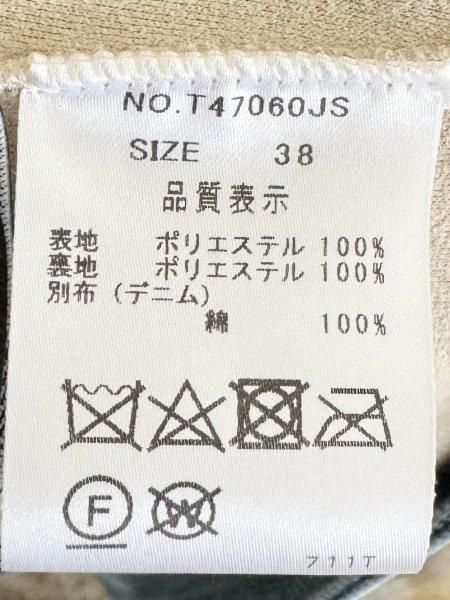 NO.T47060JS
SIZE 38
品質表示
表地 ポリエステル 100%
裏地 ポリエステル 100%
別布(デニム)
綿 100%
F W
711T